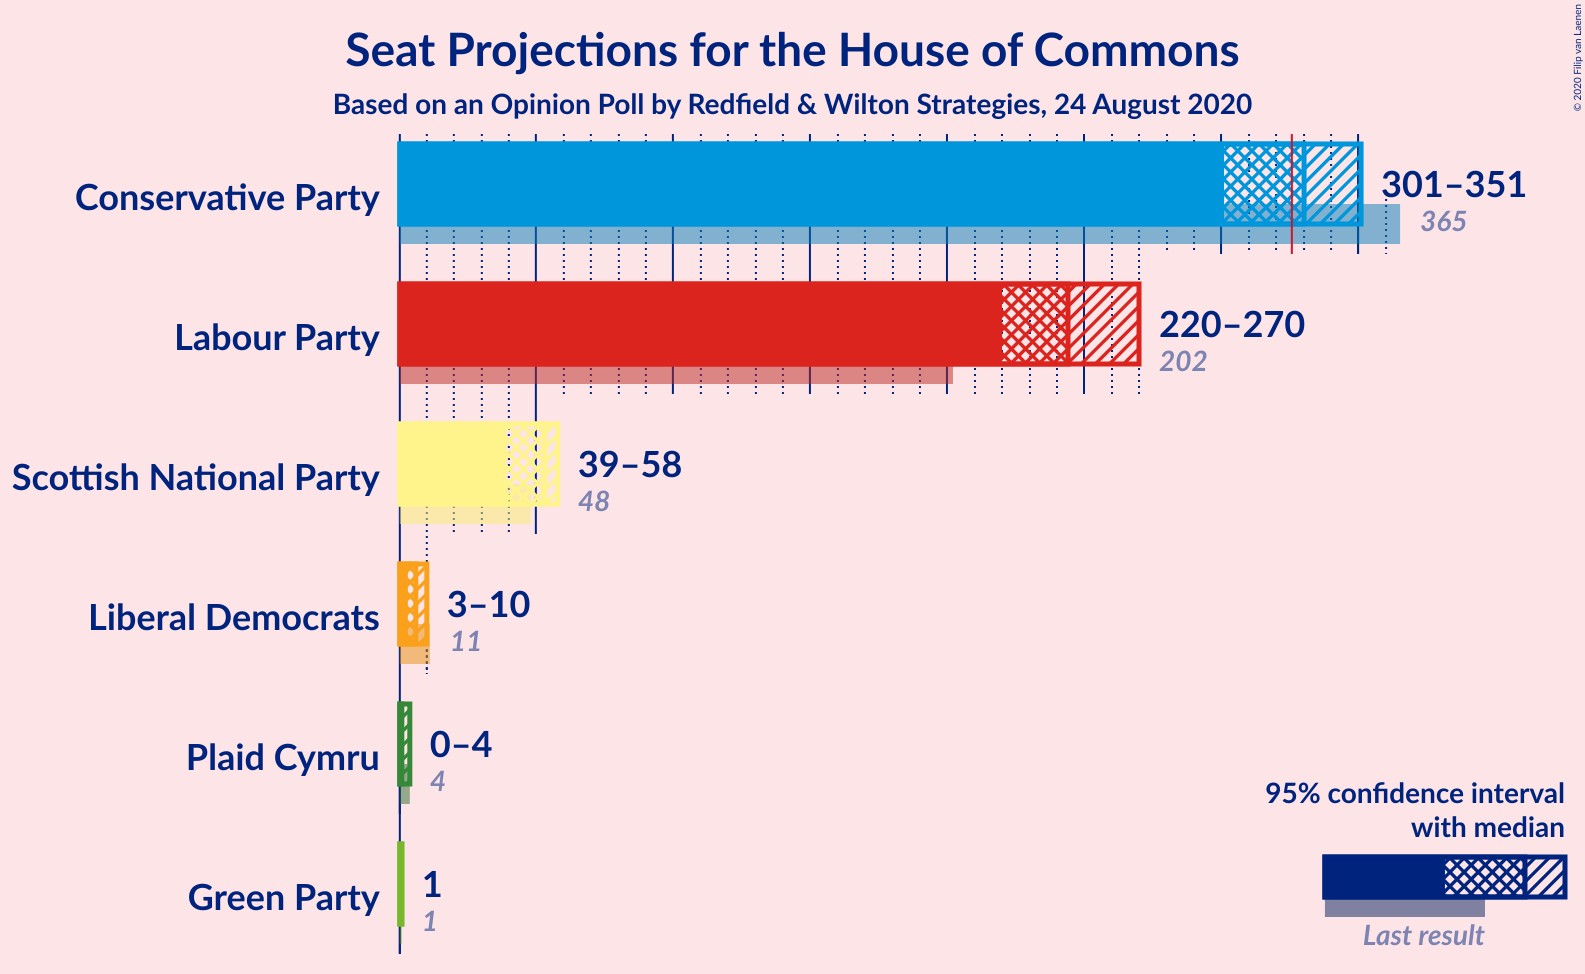 Seat Projections for the House of Commons
Based on an Opinion Poll by Redfield & Wilton Strategies, 24 August 2020
© 2020 Filip van Laenen
Conservative Party
301–351
365
Labour Party
220–270
202
Scottish National Party
39–58
48
Liberal Democrats
3–10
11
Plaid Cymru
0–4
4
Green Party
1
1
95% confidence interval
with median
Last result